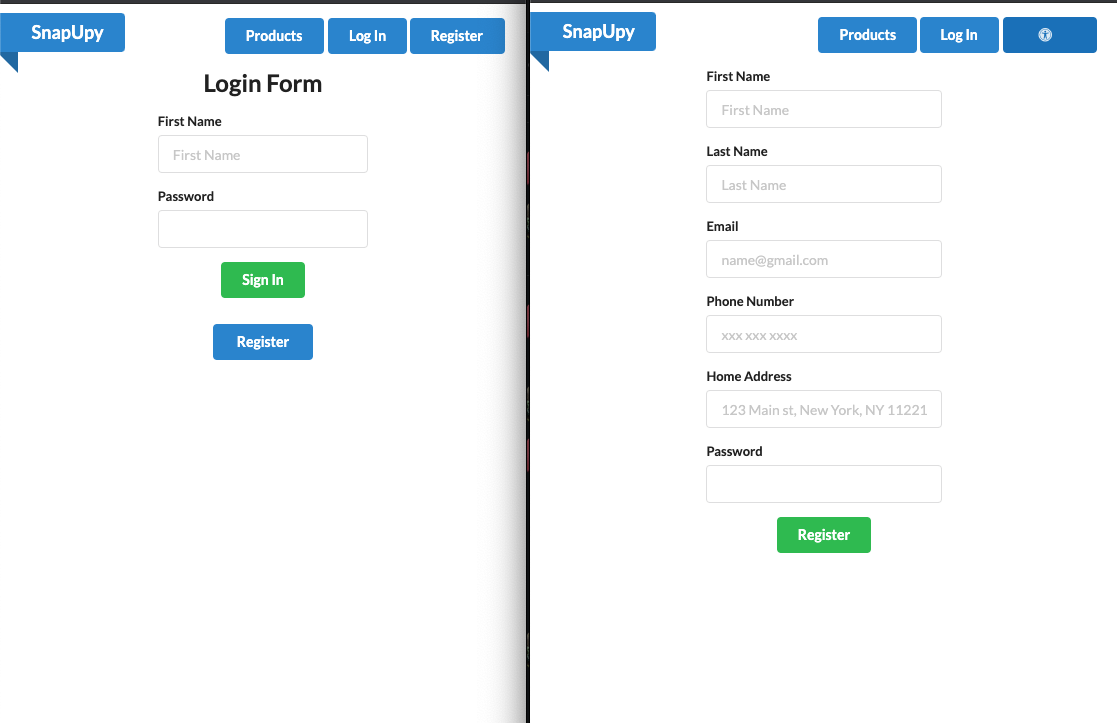 SnapUpy
Products
Log In
Register
Login Form
First Name
First Name
Password
Sign In
Register
SnapUpy
Products
Log In
First Name
First Name
Last Name
Last Name
Email
name@gmail.com
Phone Number
xxx xxx xxxx
Home Address
123 Main st, New York, NY 11221
Password
Register